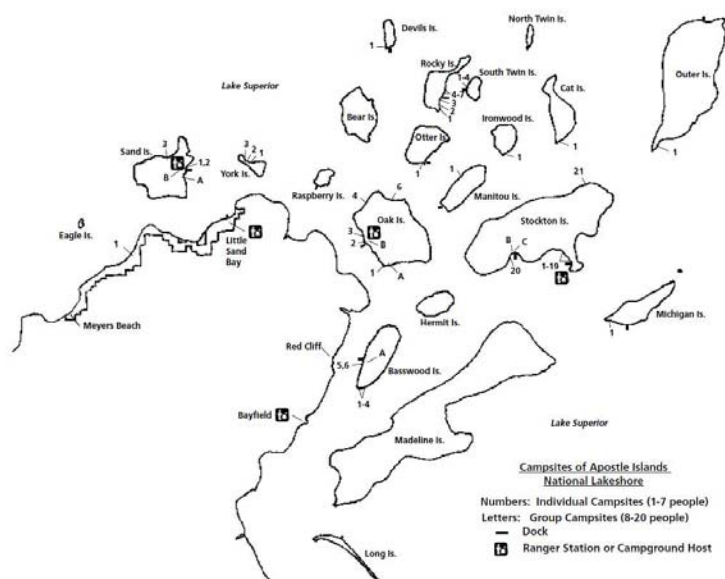 Devils Is.
1
North Twin Is.
Rocky Is.
1-4
South Twin Is.
4-7
3
2
1
Cat Is.
1
Outer Is.
1
Lake Superior
Bear Is.
Otter Is.
1
Ironwood Is.
1
Sand Is.
3
1,2
B
A
3
2
1
York Is.
Raspberry Is.
1
Manitou Is.
21
Stockton Is.
B
C
20
1-19
4
6
Oak Is.
3
2
B
1
A
Eagle Is.
1
Little
Sand
Bay
Meyers Beach
Hermit Is.
Michigan Is.
1
Red Cliff
5,6
A
Basswood Is.
1-4
Bayfield
Madeline Is.
Lake Superior
Long Is.
Campsites of Apostle Islands
National Lakeshore
Numbers: Individual Campsites (1-7 people)
Letters: Group Campsites (8-20 people)
Dock
Ranger Station or Campground Host